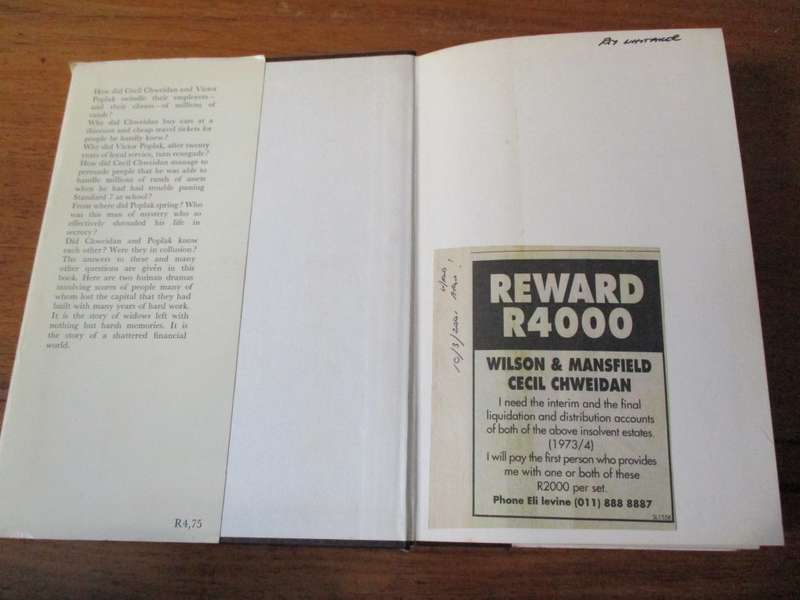 How did Cecil Chweidan and Victor
Poplak swindle their employers—
and their clients—of millions of
rands?
Why did Chweidan buy cars at a
discount and cheap travel tickets for
people he hardly knew?
Why did Victor Poplak, after twenty
years of loyal service, turn renegade?
How did Cecil Chweidan manage to
persuade people that he was able to
handle millions of rands of assets
when he had had trouble passing
Standard 7 at school?
From where did Poplak spring? Who
was this man of mystery who so
effectively shrouded his life in
secrecy?
Did Chweidan and Poplak know
each other? Were they in collusion?
The answers to these and many
other questions are given in this
book. Here are two human dramas
involving scores of people many of
whom lost the capital that they had
built with many years of hard work.
It is the story of widows left with
nothing but harsh memories. It is
the story of a shattered financial
world.
R4,75
10/3/2001
REWARD
R4000
WILSON & MANSFIELD
CECIL CHWEIDAN
I need the interim and the final
liquidation and distribution accounts
of both of the above insolvent estates
(1973/4)
I will pay the first person who provides
me with one or both of these
R2000 per set.
Phone Eli levine (011) 888 8887